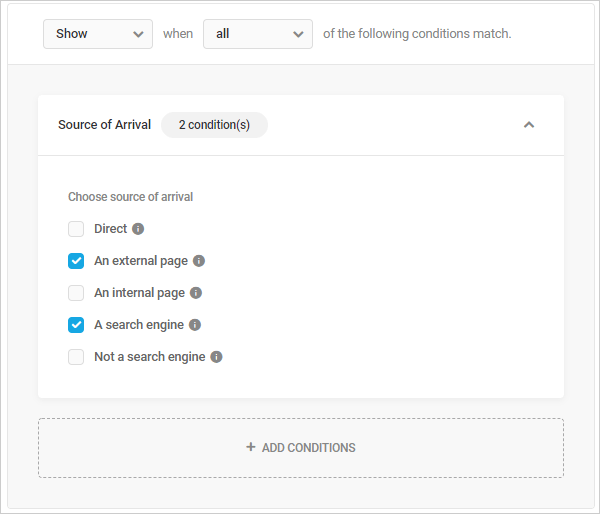 Show when all of the following conditions match.
Source of Arrival 2 condition(s)
Choose source of arrival
Direct
An external page
An internal page
A search engine
Not a search engine
+ ADD CONDITIONS